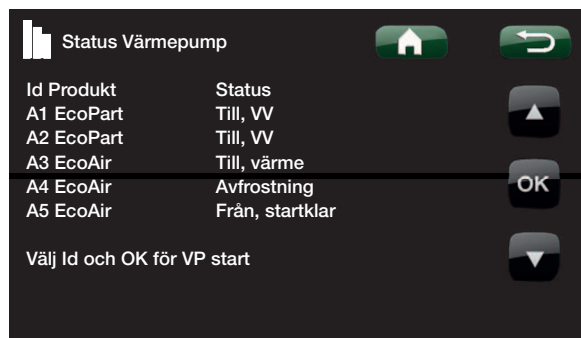 Status Värmepump
Id Produkt Status
A1 EcoPart Till, VV
A2 EcoPart Till, VV
A3 EcoAir Till, värme
A4 EcoAir Avfrostning
A5 EcoAir Från, startklar
Välj Id och OK för VP start
OK